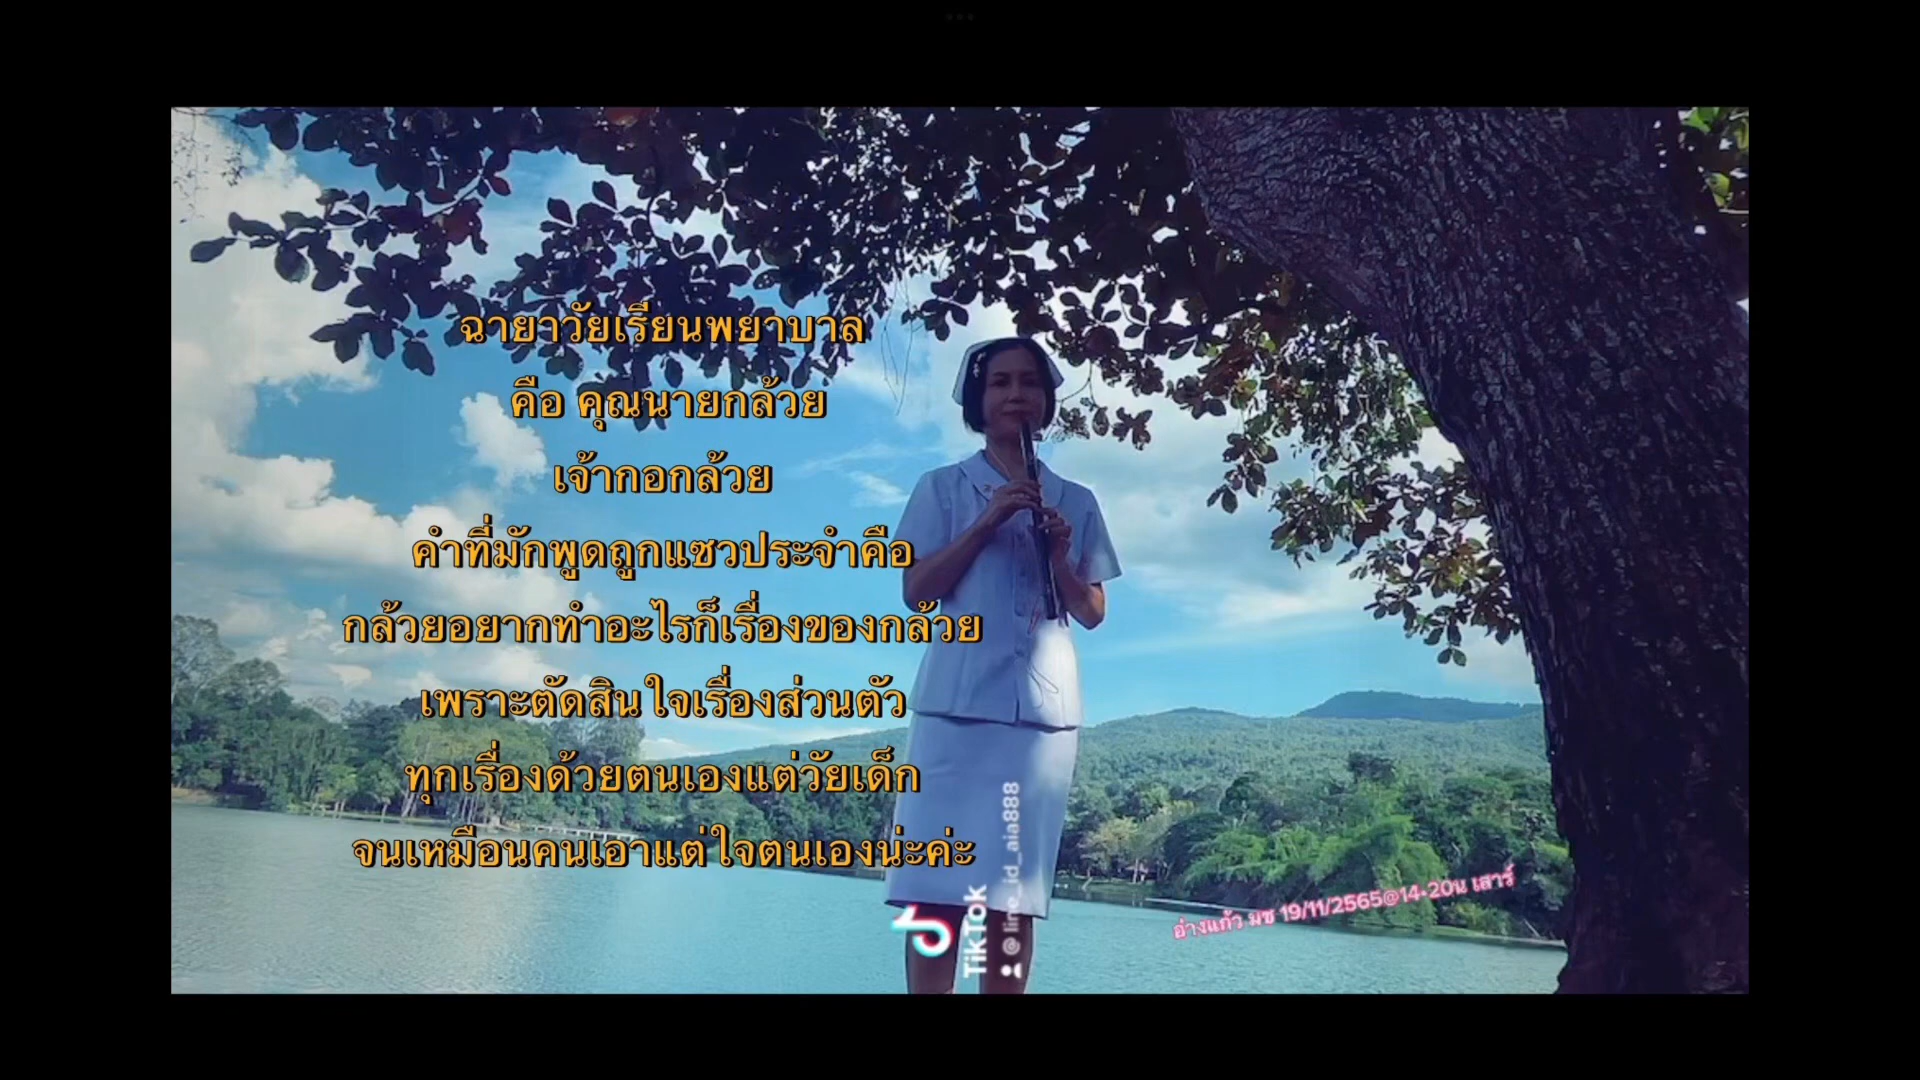 ฉายาวัยเรียนพยาบาล
คือ คุณนายกล้วย
เจ้ากอกล้วย
คำที่มักพูดถูกแซวประจำคือ
กล้วยอยากทำอะไรก็เรื่องของกล้วย
เพราะตัดสินใจเรื่องส่วนตัว
ทุกเรื่องด้วยตนเองแต่วัยเด็ก
จนเหมือนคนเอาแต่ใจตนเองน่ะค่ะ
TikTok
@line_id_aia888
อ่างแก้ว มช 19/11/2565@14•20น เสาร์